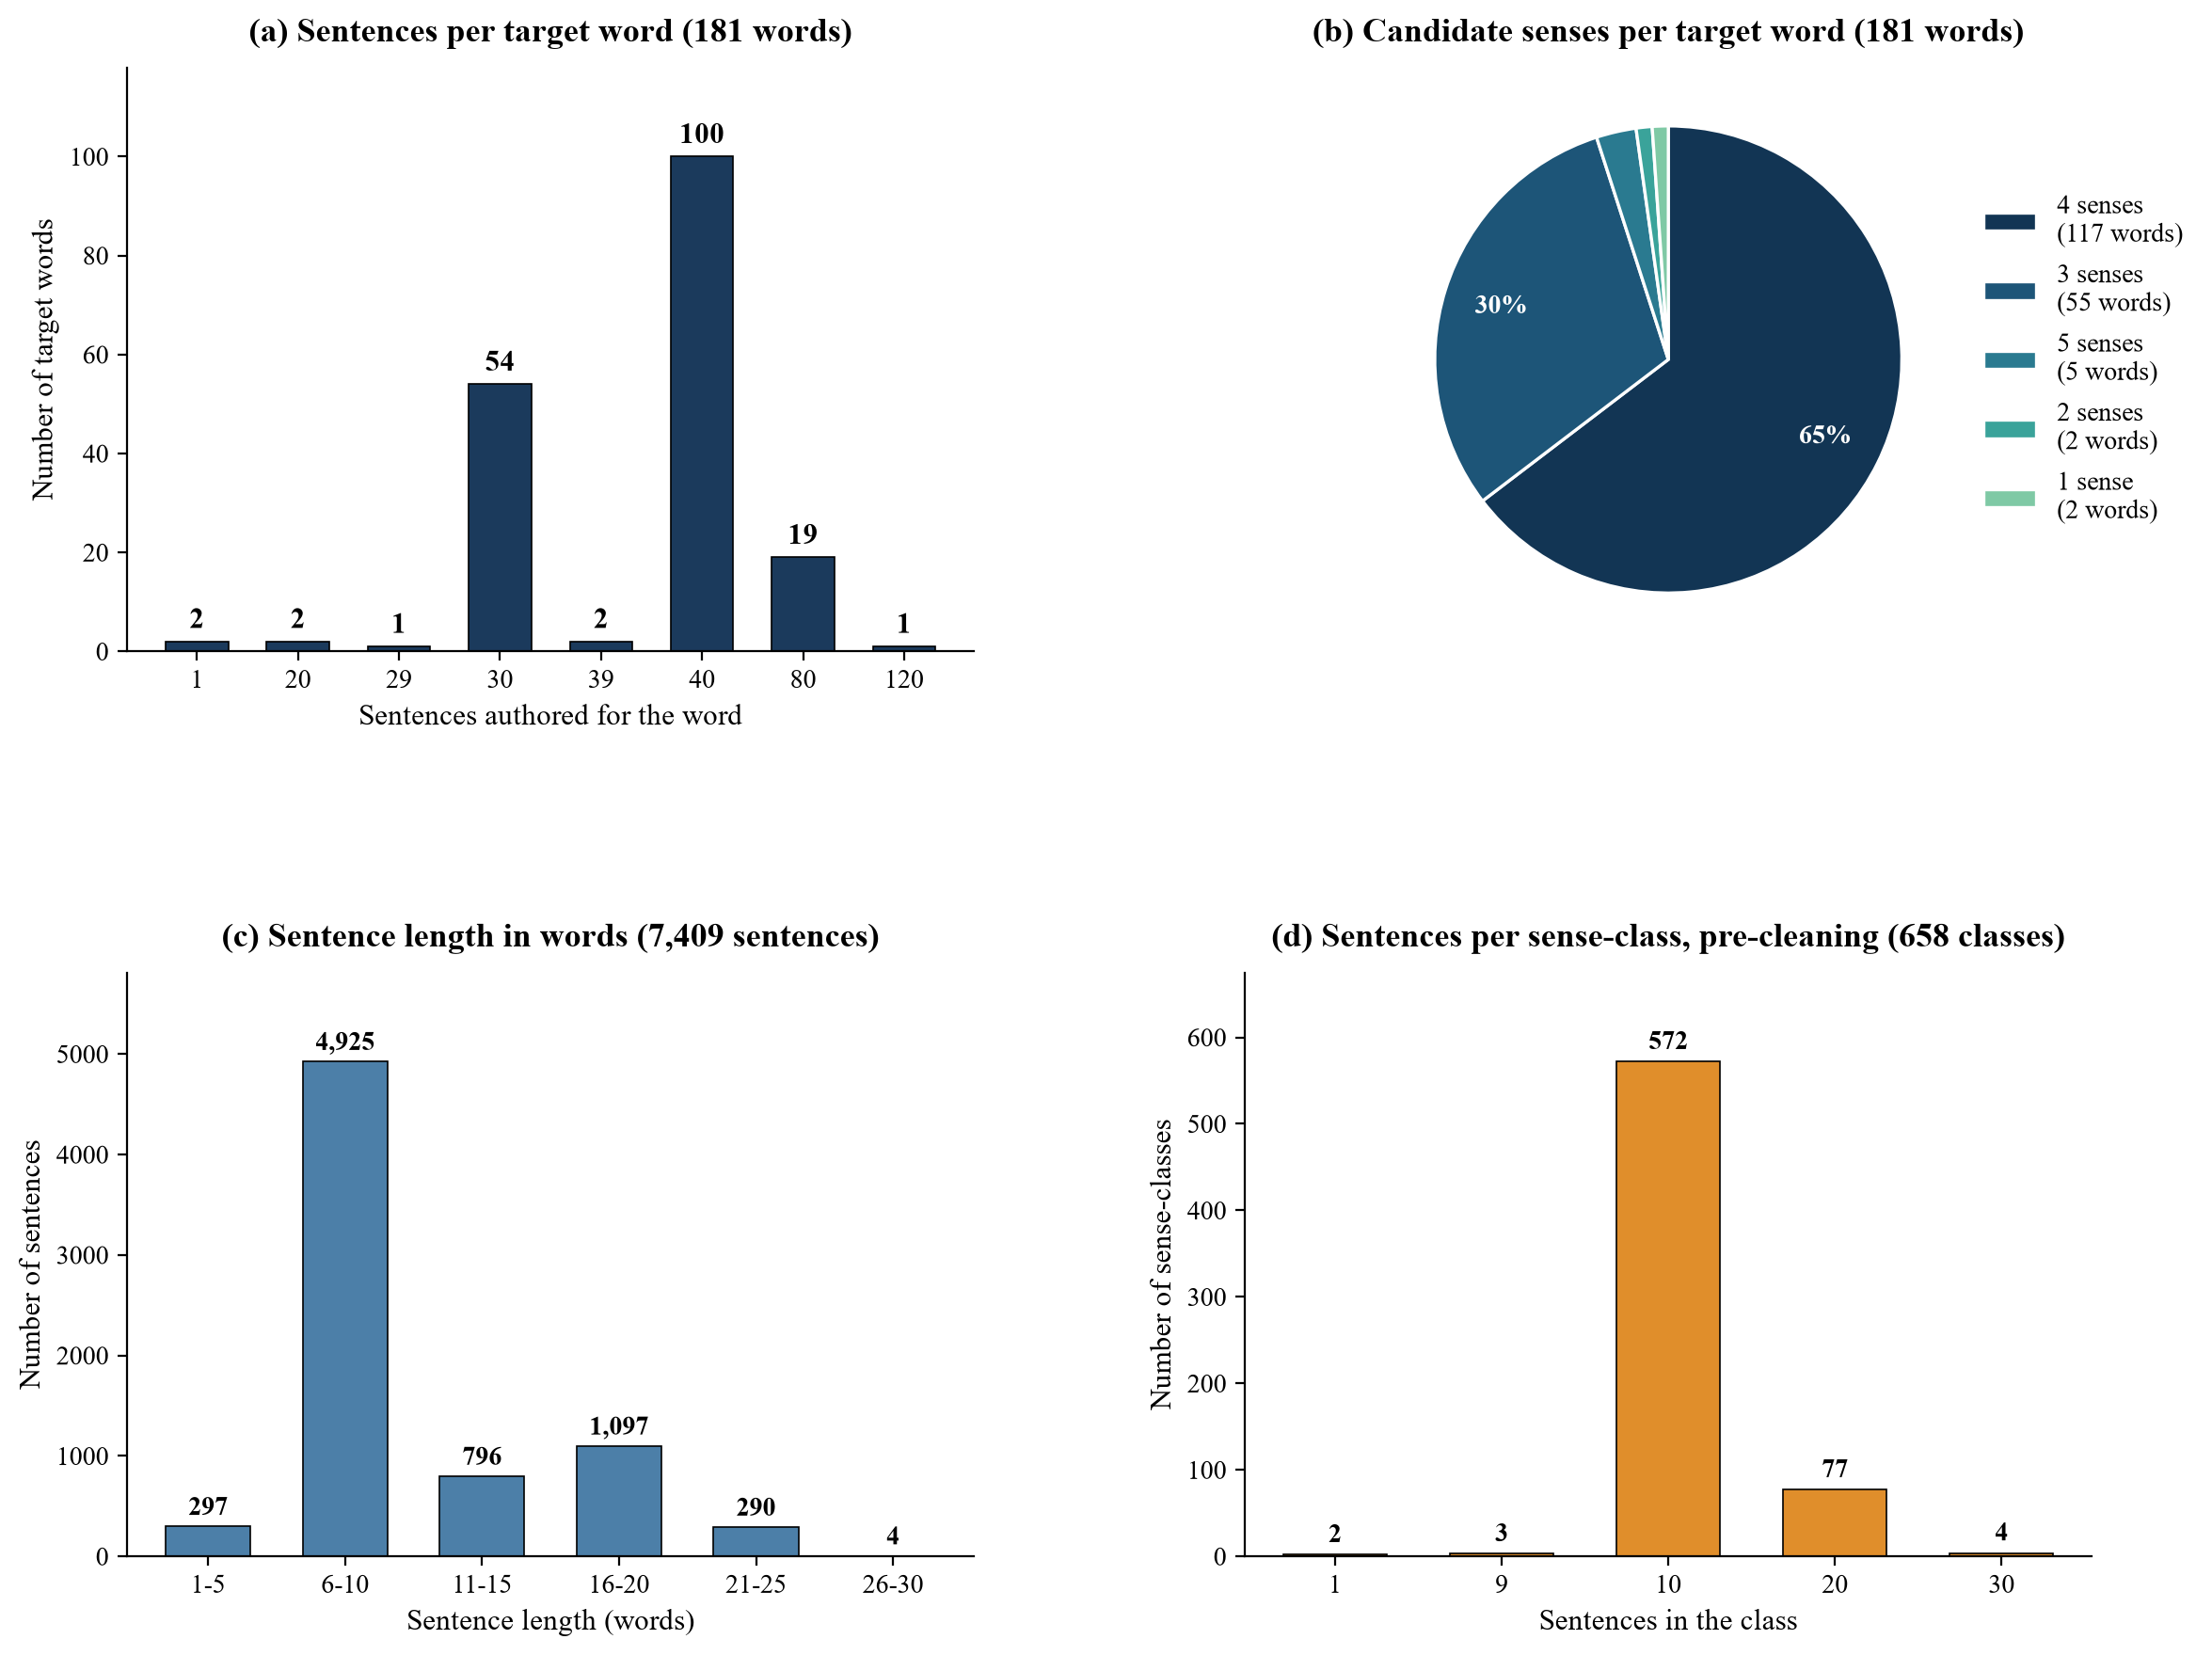 (a) Sentences per target word (181 words)
Number of target words
100
80
60
40
20
0
2
2
1
54
2
100
19
1
1
20
29
30
39
40
80
120
Sentences authored for the word
(b) Candidate senses per target word (181 words)
30%
65%
4 senses
(117 words)
3 senses
(55 words)
5 senses
(5 words)
2 senses
(2 words)
1 sense
(2 words)
(c) Sentence length in words (7,409 sentences)
Number of sentences
5000
4000
3000
2000
1000
0
297
4,925
796
1,097
290
4
1-5
6-10
11-15
16-20
21-25
26-30
Sentence length (words)
(d) Sentences per sense-class, pre-cleaning (658 classes)
Number of sense-classes
600
500
400
300
200
100
0
2
3
572
77
4
1
9
10
20
30
Sentences in the class